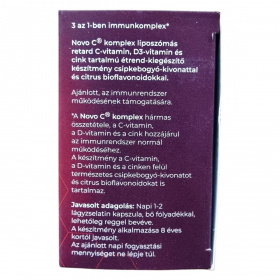 3 az 1-ben immunkomplex*
Novo C® komplex liposzómás
retard C-vitamin, D3-vitamin és
cink tartalmú étrend-kiegészítő
készítmény csipkebogyó-kivonattal
és citrus bioflavonoidokkal.
Ajánlott, az immunrendszer
működésének támogatására.
*A Novo C® komplex hármas
összetétele, a C-vitamin,
a D-vitamin és a cink hozzájárul
az immunrendszer normál
működéséhez.
A készítmény a C-vitamin,
a D-vitamin és a cinken felül
természetes csipkebogyó-kivonatot
és citrus bioflavonoidokat is
tartalmaz.
Javasolt adagolás: Napi 1-2
lágyzselatin kapszula, bő folyadékkal,
lehetőleg reggel bevéve.
A készítmény alkalmazása 8 éves
kortól javasolt.
Az ajánlott napi fogyasztási
mennyiséget ne lépje túl.